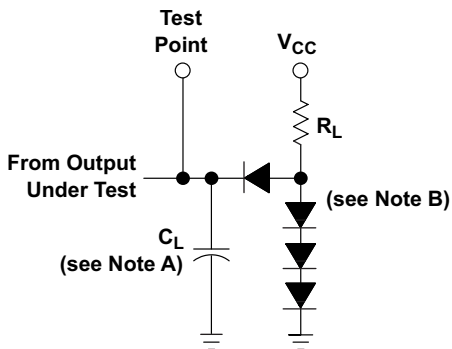 Test
Point
VCC
RL
From Output
Under Test
(see Note B)
CL
(see Note A)